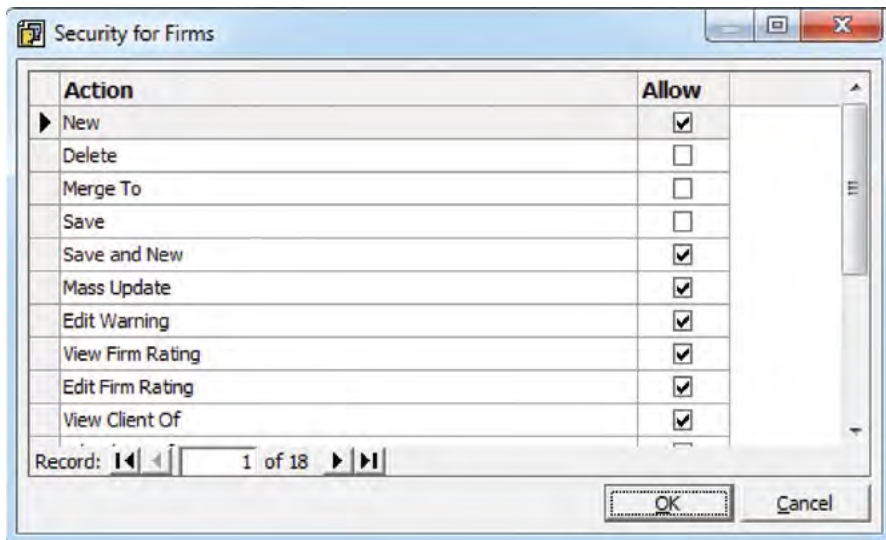 Security for Firms
Action Allow
New
Delete
Merge To
Save
Save and New
Mass Update
Edit Warning
View Firm Rating
Edit Firm Rating
View Client Of
Record: 1 of 18
OK Cancel